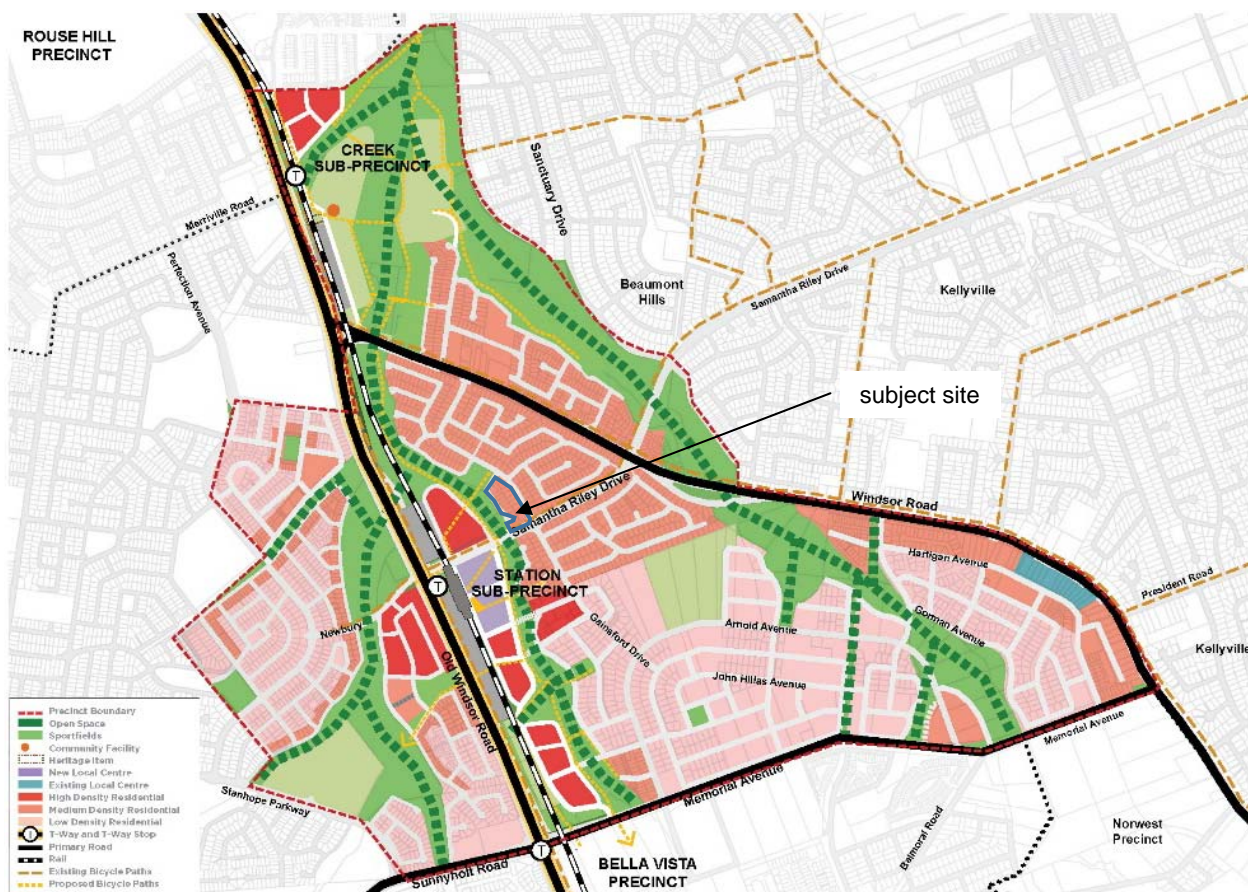 ROUSE HILL
PRECINCT
CREEK
SUB-PRECINCT
T
Merriville Road
Perfection Avenue
Sanctuary Drive
Beaumont
Hills
Samantha Riley Drive
Kellyville
subject site
Samantha Riley Drive
Windsor Road
STATION
SUB-PRECINCT
T
Hartigan Avenue
President Road
Newbury
Gainsford Drive
Arnold Avenue
Gorman Avenue
John Hillas Avenue
Kellyville
Old Windsor Road
Memorial Avenue
Stanhope Parkway
Memorial Avenue
Balmoral Road
Norwest
Precinct
T
BELLA VISTA
PRECINCT
Sunnyholt Road
Precinct Boundary
Open Space
Sportfields
Community Facility
Heritage Item
New Local Centre
Existing Local Centre
High Density Residential
Medium Density Residential
Low Density Residential
T T-Way and T-Way Stop
Primary Road
Rail
Existing Bicycle Paths
Proposed Bicycle Paths